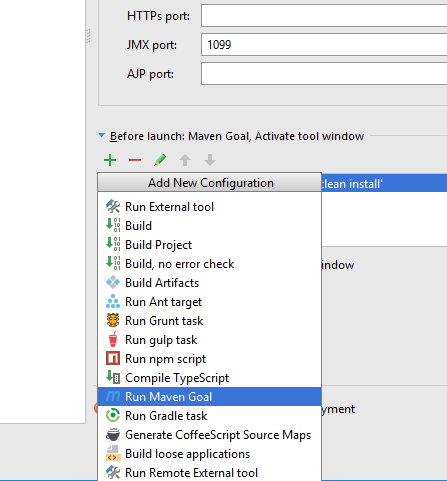 HTTPs port:
JMX port: 1099
AJP port:
Before launch: Maven Goal, Activate tool window
Add New Configuration
clean install'
Run External tool
Build
Build Project
Build, no error check
ndow
Build Artifacts
Run Ant target
Run Grunt task
Run gulp task
Run npm script
Compile TypeScript
Run Maven Goal
yment
Run Gradle task
Generate CoffeeScript Source Maps
Build loose applications
Run Remote External tool